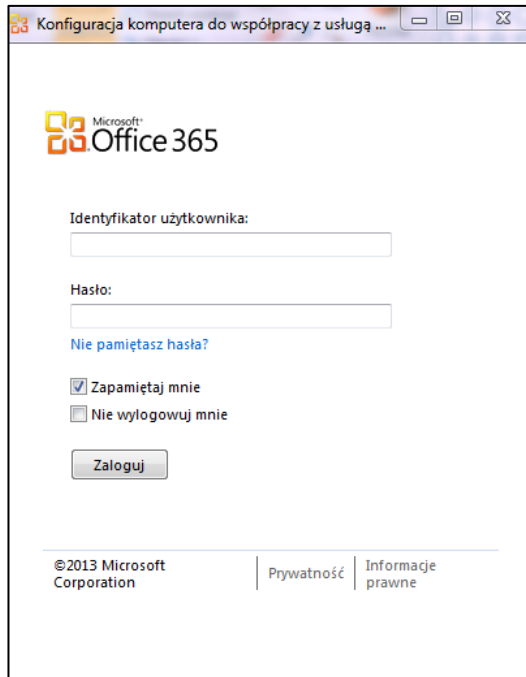 Konfiguracja komputera do współpracy z usługą ...
Microsoft®
Office 365
Identyfikator użytkownika:
Hasło:
Nie pamiętasz hasła?
Zapamiętaj mnie
Nie wylogowuj mnie
Zaloguj
©2013 Microsoft
Corporation
Prywatność
Informacje
prawne